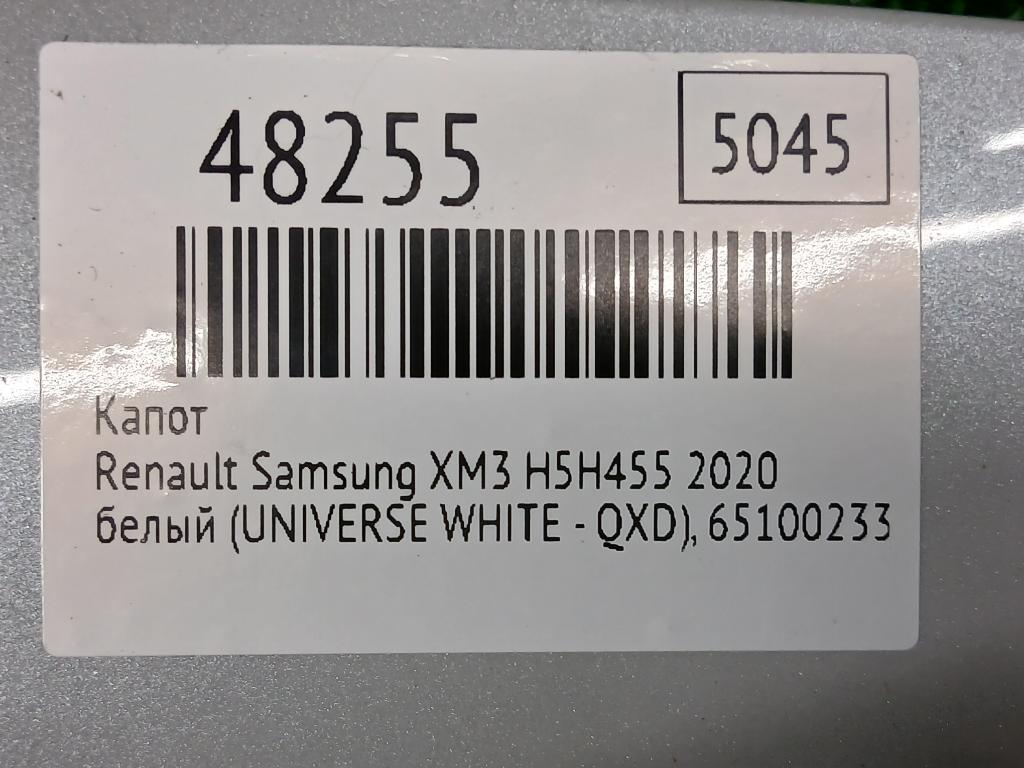 48255
5045
Капот
Renault Samsung XM3 H5H455 2020
белый (UNIVERSE WHITE - QXD), 65100233